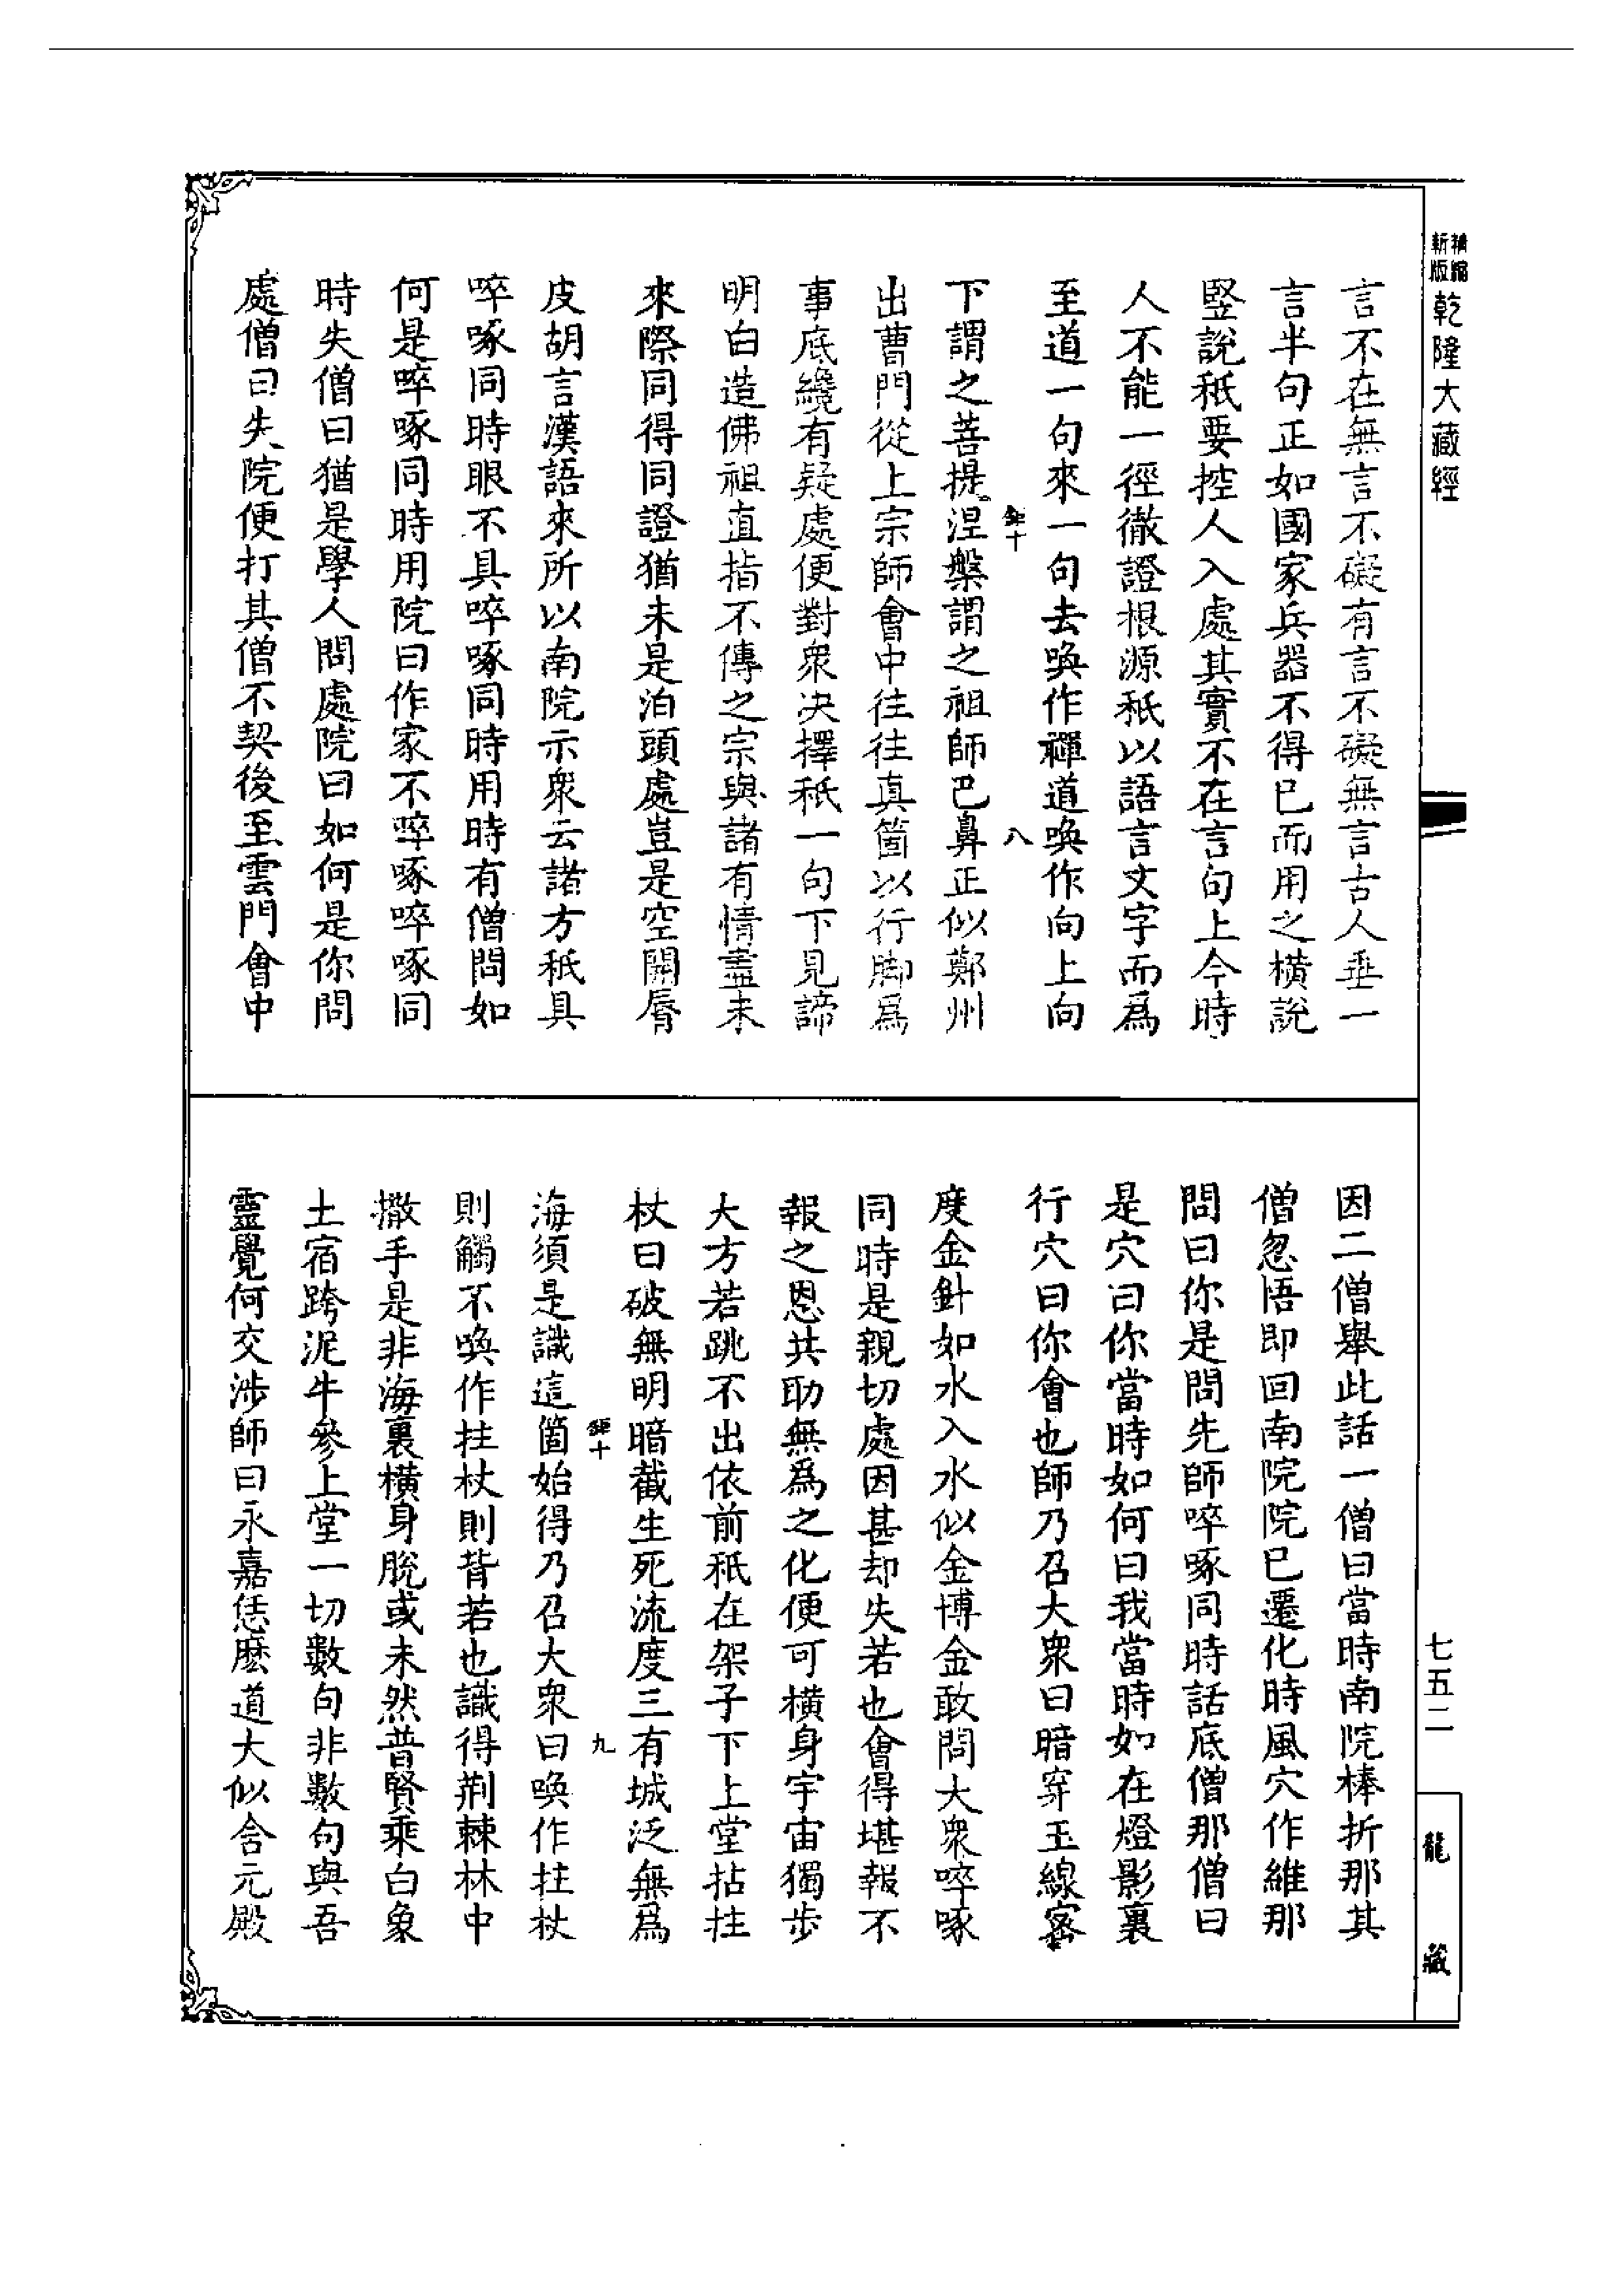 精縮
新版
乾隆大藏經
言不在無言不礙有言不礙無言古人垂一
言半句正如國家兵器不得已而用之橫說
豎說秖要控人入處其實不在言句上今時
人不能一徑徹證根源秖以語言文字而爲
至道一句來一句去喚作禪道喚作向上向
鉅十
八
下謂之菩提涅槃謂之祖師巴鼻正似鄭州
出曹門從上宗師會中往往真箇以行脚爲
事底纔有疑處便對衆决擇秖一句下見諦
明白造佛祖直指不傳之宗與諸有情盡未
來際同得同證猶未是泊頭處豈是空開脣
皮胡言漢語來所以南院示衆云諸方秖具
啐啄同時眼不具啐啄同時用時有僧問如
何是啐啄同時用院曰作家不啐啄啐啄同
時失僧曰猶是學人問處院曰如何是你問
處僧曰失院便打其僧不契後至雲門會中
因二僧舉此話一僧曰當時南院棒折那其
僧忽悟即回南院院已遷化時風穴作維那
問曰你是問先師啐啄同時話底僧那僧曰
是穴曰你當時如何曰我當時如在燈影裏
行穴曰你會也師乃召大衆曰暗穿玉線密
度金針如水入水似金博金敢問大衆啐啄
同時是親切處因甚却失若也會得堪報不
報之恩共助無爲之化便可橫身宇宙獨步
大方若跳不出依前秖在架子下上堂拈拄
杖曰破無明暗截生死流度三有城泛無爲
鉅十
九
海須是識這箇始得乃召大衆曰喚作拄杖
則觸不喚作拄杖則背若也識得荆棘林中
撒手是非海裏橫身脫或未然普賢乘白象
土宿跨泥牛參上堂一切數句非數句與吾
靈覺何交涉師曰永嘉恁麽道大似含元殿
七五二
龍藏